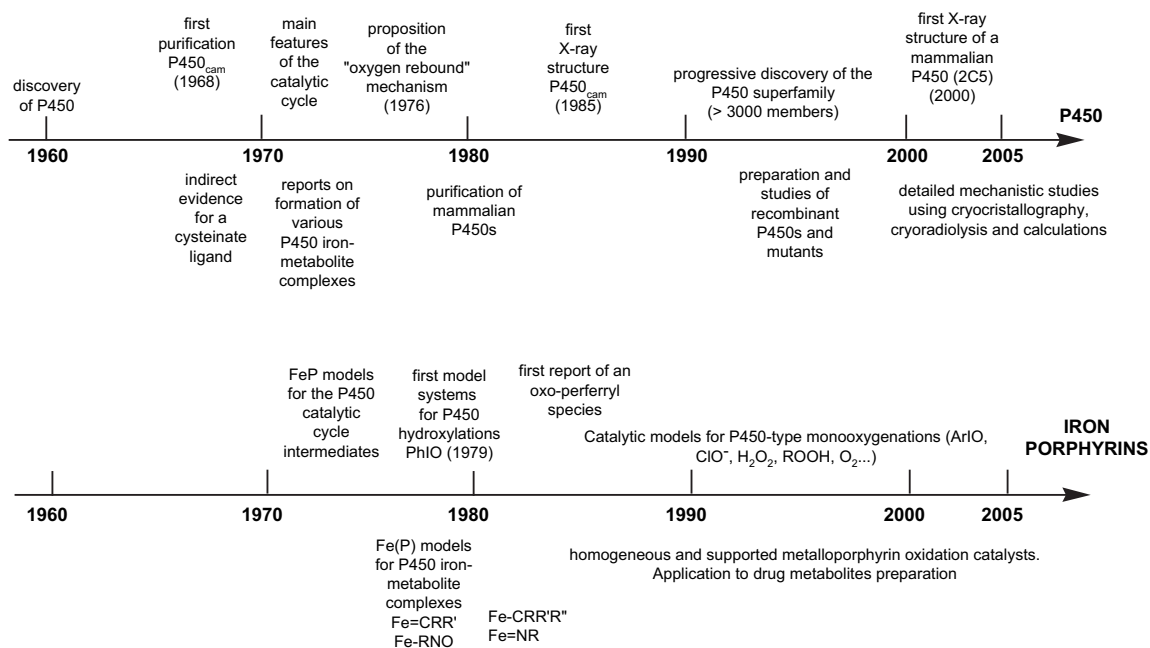 discovery
of P450
first
purification
P450cam
(1968)
main
features
of the
catalytic
cycle
proposition
of the
"oxygen rebound"
mechanism
(1976)
first
X-ray
structure
P450cam
(1985)
progressive discovery of the
P450 superfamily
(> 3000 members)
first X-ray
structure of a
mammalian
P450 (2C5)
(2000)
P450
1960
1970
1980
1990
2000
2005
indirect
evidence
for a
cysteinate
ligand
reports on
formation of
various
P450 iron-
metabolite
complexes
purification of
mammalian
P450s
preparation and
studies of
recombinant
P450s and
mutants
detailed mechanistic studies
using cryocristallography,
cryoradiolysis and calculations
FeP models
for the P450
catalytic
cycle
intermediates
first model
systems
for P450
hydroxylations
PhIO (1979)
first report of an
oxo-perferryl
species
Catalytic models for P450-type monooxygenations (ArIO,
ClO⁻, H₂O₂, ROOH, O₂...)
IRON
PORPHYRINS
1960
1970
1980
1990
2000
2005
Fe(P) models
for P450 iron-
metabolite
complexes
Fe=CRR'
Fe-RNO
Fe-CRR'R"
Fe=NR
homogeneous and supported metalloporphyrin oxidation catalysts.
Application to drug metabolites preparation